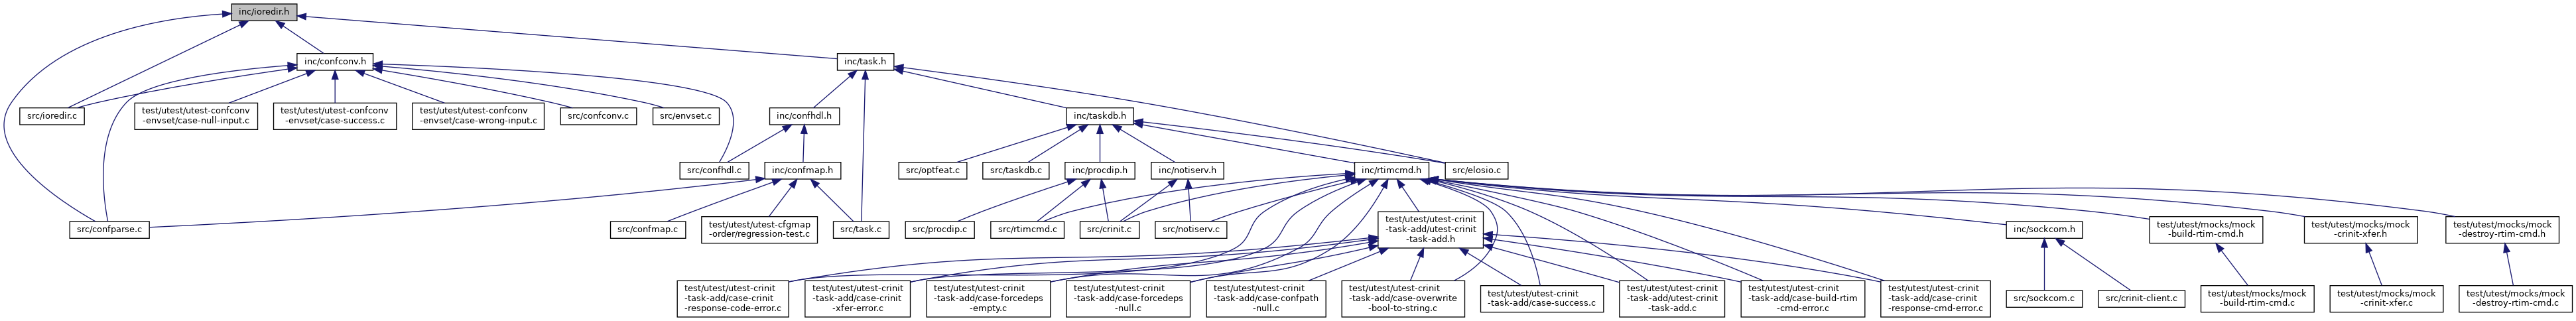 inc/ioredir.h
inc/confconv.h
inc/task.h
src/ioredir.c
test/utest/utest-confconv
-envset/case-null-input.c
test/utest/utest-confconv
-envset/case-success.c
test/utest/utest-confconv
-envset/case-wrong-input.c
src/confconv.c
src/envset.c
inc/confhdl.h
inc/taskdb.h
src/confhdl.c
inc/confmap.h
src/optfeat.c
src/taskdb.c
inc/procdip.h
inc/notiserv.h
inc/rtimcmd.h
src/elosio.c
src/confparse.c
src/confmap.c
test/utest/utest-cfgmap
-order/regression-test.c
src/task.c
src/procdip.c
src/rtimcmd.c
src/crinit.c
src/notiserv.c
test/utest/utest-crinit
-task-add/utest-crinit
-task-add.h
inc/sockcom.h
test/utest/mocks/mock
-build-rtim-cmd.h
test/utest/mocks/mock
-crinit-xfer.h
test/utest/mocks/mock
-destroy-rtim-cmd.h
test/utest/utest-crinit
-task-add/case-crinit
-response-code-error.c
test/utest/utest-crinit
-task-add/case-crinit
-xfer-error.c
test/utest/utest-crinit
-task-add/case-forcedeps
-empty.c
test/utest/utest-crinit
-task-add/case-forcedeps
-null.c
test/utest/utest-crinit
-task-add/case-confpath
-null.c
test/utest/utest-crinit
-task-add/case-overwrite
-bool-to-string.c
test/utest/utest-crinit
-task-add/case-success.c
test/utest/utest-crinit
-task-add/utest-crinit
-task-add.c
test/utest/utest-crinit
-task-add/case-build-rtim
-cmd-error.c
test/utest/utest-crinit
-task-add/case-crinit
-response-cmd-error.c
src/sockcom.c
src/crinit-client.c
test/utest/mocks/mock
-build-rtim-cmd.c
test/utest/mocks/mock
-crinit-xfer.c
test/utest/mocks/mock
-destroy-rtim-cmd.c